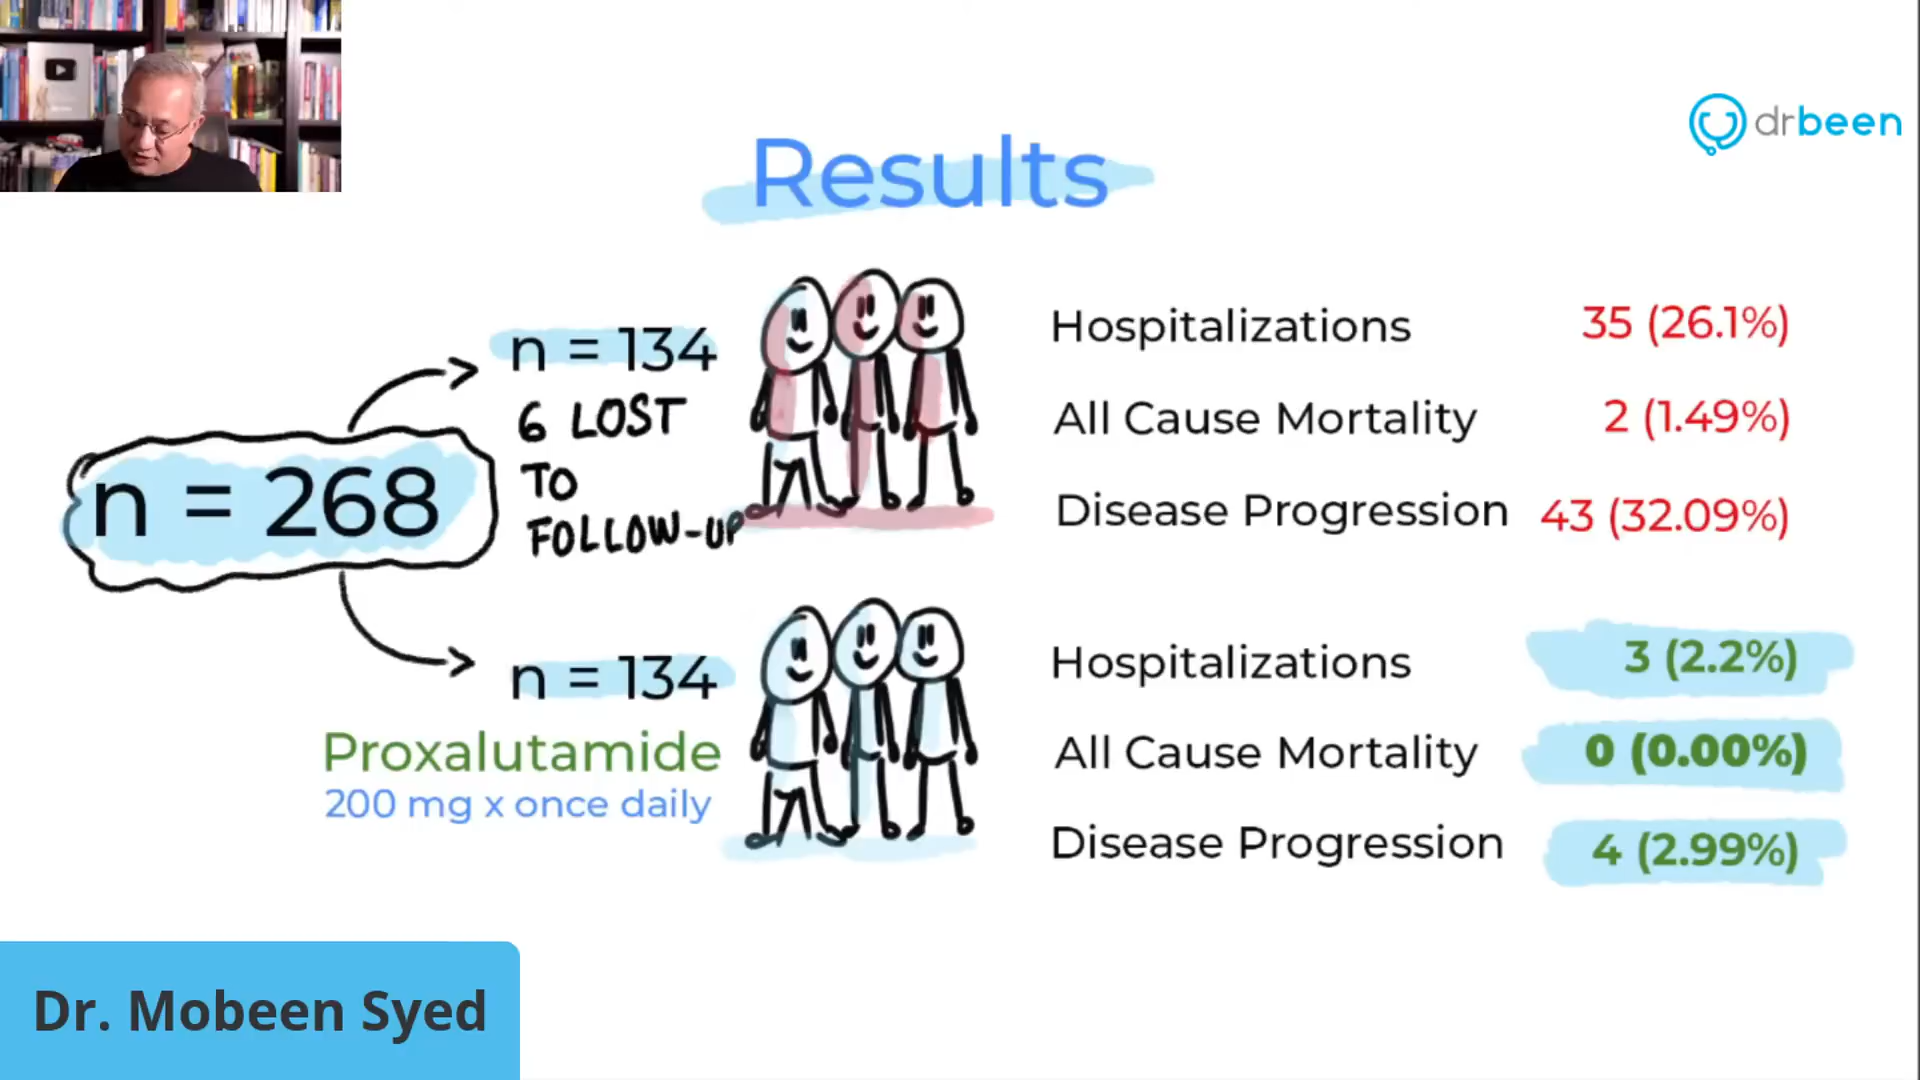 drbeen
Results
n = 268
n = 134
6 LOST
TO
FOLLOW-UP
Hospitalizations 35 (26.1%)
All Cause Mortality 2 (1.49%)
Disease Progression 43 (32.09%)
n = 134
Proxalutamide
200 mg x once daily
Hospitalizations 3 (2.2%)
All Cause Mortality 0 (0.00%)
Disease Progression 4 (2.99%)
Dr. Mobeen Syed